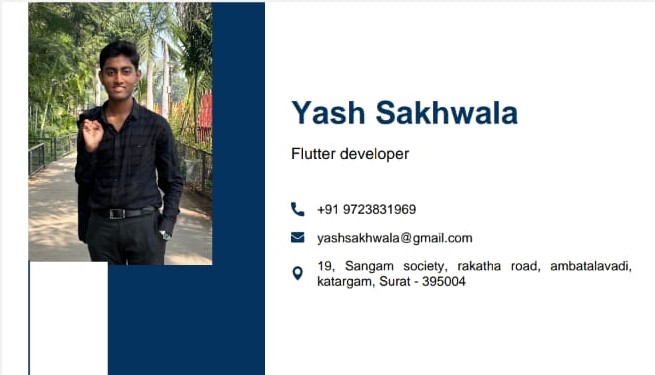 Yash Sakhwala
Flutter developer
+91 9723831969
yashsakhwala@gmail.com
19, Sangam society, rakatha road, ambatalavadi,
katargam, Surat - 395004